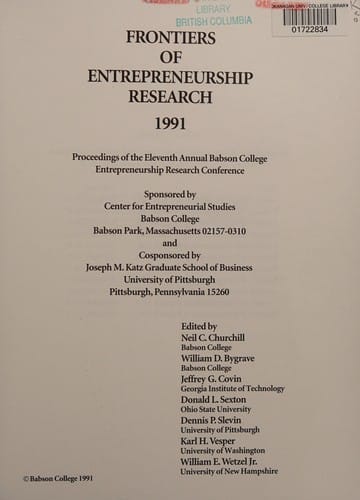 LIBRARY
BRITISH COLUMBIA
OKANAGAN UNIV. COLLEGE LIBRARY
01722834
FRONTIERS
OF
ENTREPRENEURSHIP
RESEARCH
1991
Proceedings of the Eleventh Annual Babson College
Entrepreneurship Research Conference
Sponsored by
Center for Entrepreneurial Studies
Babson College
Babson Park, Massachusetts 02157-0310
and
Cosponsored by
Joseph M. Katz Graduate School of Business
University of Pittsburgh
Pittsburgh, Pennsylvania 15260
Edited by
Neil C. Churchill
Babson College
William D. Bygrave
Babson College
Jeffrey G. Covin
Georgia Institute of Technology
Donald L. Sexton
Ohio State University
Dennis P. Slevin
University of Pittsburgh
Karl H. Vesper
University of Washington
William E. Wetzel Jr.
University of New Hampshire
© Babson College 1991